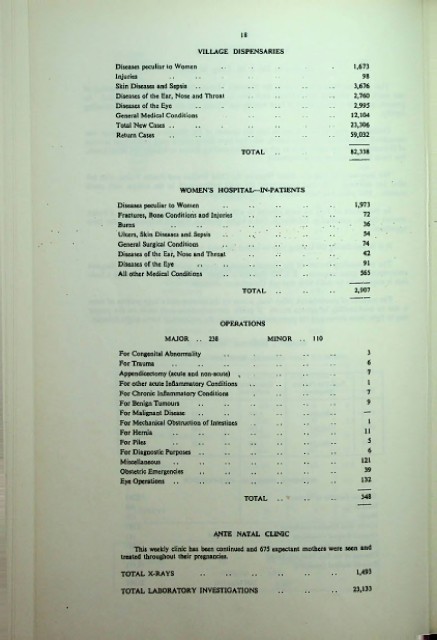 18
VILLAGE DISPENSARIES
Diseases peculiar to Women .. .. .. .. 1,673
Injuries .. .. .. .. .. .. 98
Skin Diseases and Sepsis .. .. .. .. .. 3,676
Diseases of the Ear, Nose and Throat .. .. .. .. 2,760
Diseases of the Eye .. .. .. .. .. 2,995
General Medical Conditions .. .. .. .. .. 12,104
Total New Cases .. .. .. .. .. .. 23,306
Return Cases .. .. .. .. .. .. 59,032
TOTAL .. .. .. 82,338
WOMEN'S HOSPITAL—IN-PATIENTS
Diseases peculiar to Women .. .. .. .. .. 1,973
Fractures, Bone Conditions and Injuries .. .. .. .. 72
Burns .. .. .. .. .. .. 36
Ulcers, Skin Diseases and Sepsis .. .. .. .. .. 54
General Surgical Conditions .. .. .. .. .. 74
Diseases of the Ear, Nose and Throat .. .. .. .. 42
Diseases of the Eye .. .. .. .. .. .. 91
All other Medical Conditions .. .. .. .. .. 565
TOTAL .. .. .. 2,907
OPERATIONS
MAJOR .. 238 MINOR .. 110
For Congenital Abnormality .. .. .. .. .. 3
For Trauma .. .. .. .. .. .. 6
Appendicectomy (acute and non-acute) .. .. .. .. 7
For other acute Inflammatory Conditions .. .. .. .. 1
For Chronic Inflammatory Conditions .. .. .. .. 7
For Benign Tumours .. .. .. .. .. .. 9
For Malignant Disease .. .. .. .. .. —
For Mechanical Obstruction of Intestines .. .. .. .. 1
For Hernia .. .. .. .. .. .. 11
For Piles .. .. .. .. .. .. 5
For Diagnostic Purposes .. .. .. .. .. .. 6
Miscellaneous .. .. .. .. .. .. 121
Obstetric Emergencies .. .. .. .. .. 39
Eye Operations .. .. .. .. .. .. 132
TOTAL .. .. .. 348
ANTE NATAL CLINIC
This weekly clinic has been continued and 675 expectant mothers were seen and
treated throughout their pregnancies.
TOTAL X-RAYS .. .. .. .. .. .. 1,493
TOTAL LABORATORY INVESTIGATIONS .. .. .. 23,133